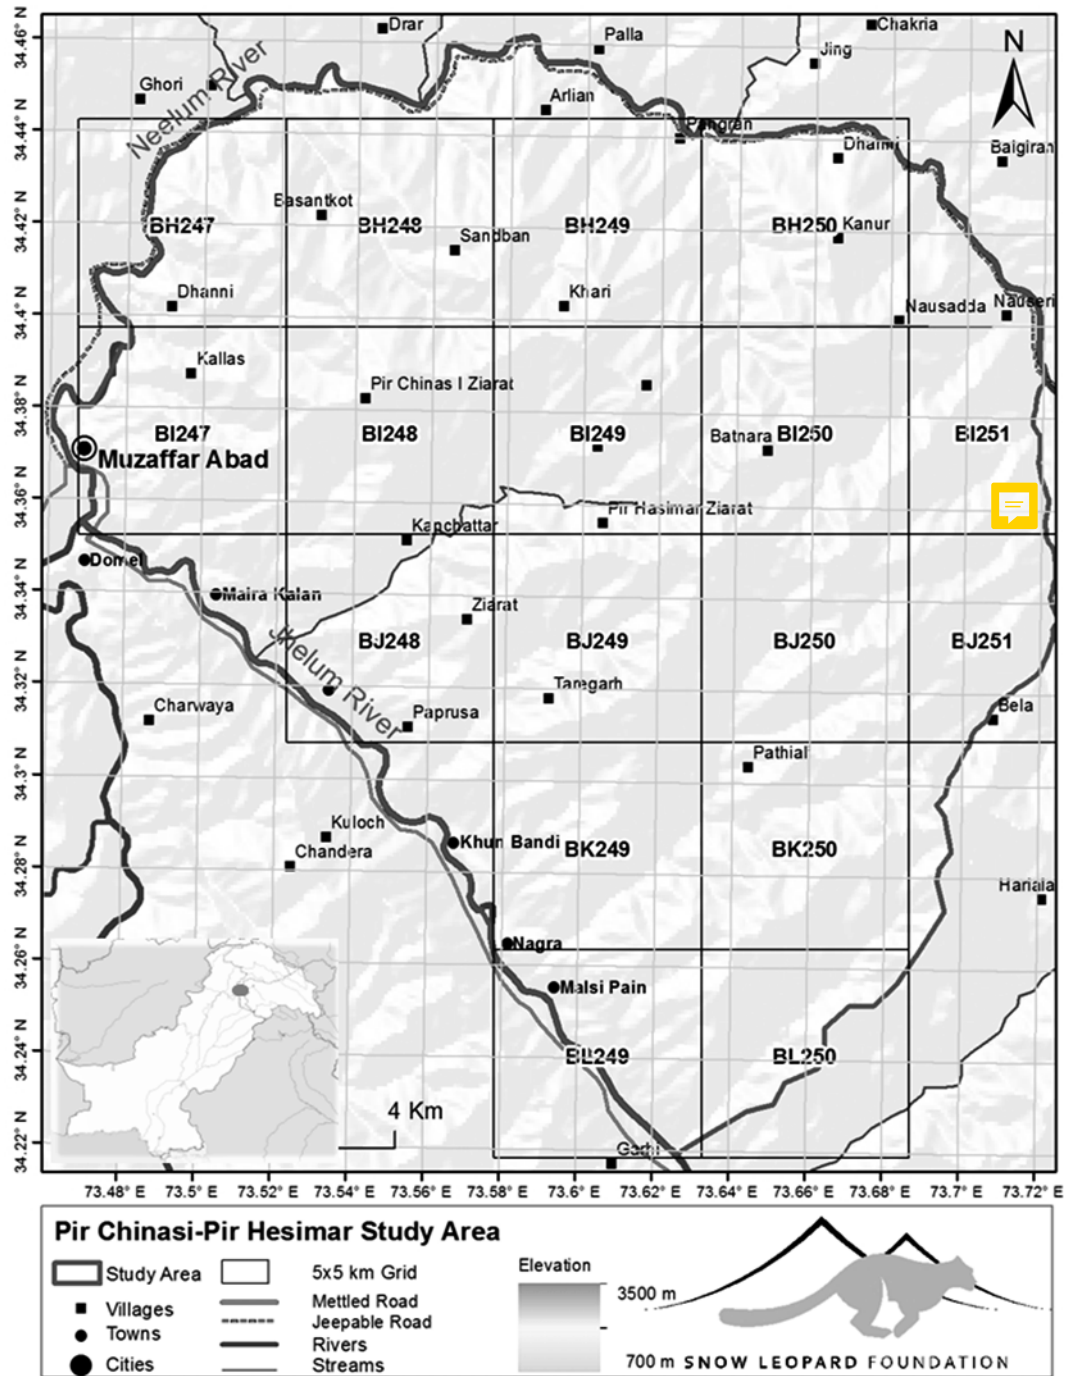 34.46° N
34.44° N
34.42° N
34.4° N
34.38° N
34.36° N
34.34° N
34.32° N
34.3° N
34.28° N
34.26° N
34.24° N
34.22° N
Drar
Palla
Chakria
Jing
N
Ghori
Neelum River
Arlian
Pangran
Dhanni
Balgiran
Basantkot
BH247
BH248
Sandban
BH249
BH250
Kanur
Dhanni
Khari
Nausadda
Nauseri
Kallas
Pir Chinas I Ziarat
BI247
BI248
BI249
Batnara
BI250
BI251
Muzaffar Abad
Pir Hasimar Ziarat
Kanchattar
Domel
Maira Kalan
Ziarat
Jhelum River
BJ248
BJ249
BJ250
BJ251
Taregarh
Charwaya
Paprusa
Bela
Pathial
Kuloch
Chandera
Khun Bandi
BK249
BK250
Hariala
Nagra
Malsi Pain
BL249
BL250
4 Km
Garhi
73.48° E
73.5° E
73.52° E
73.54° E
73.56° E
73.58° E
73.6° E
73.62° E
73.64° E
73.66° E
73.68° E
73.7° E
73.72° E
Pir Chinasi-Pir Hesimar Study Area
Study Area
Villages
Towns
Cities
5x5 km Grid
Mettled Road
Jeepable Road
Rivers
Streams
Elevation
3500 m
700 m
SNOW LEOPARD FOUNDATION